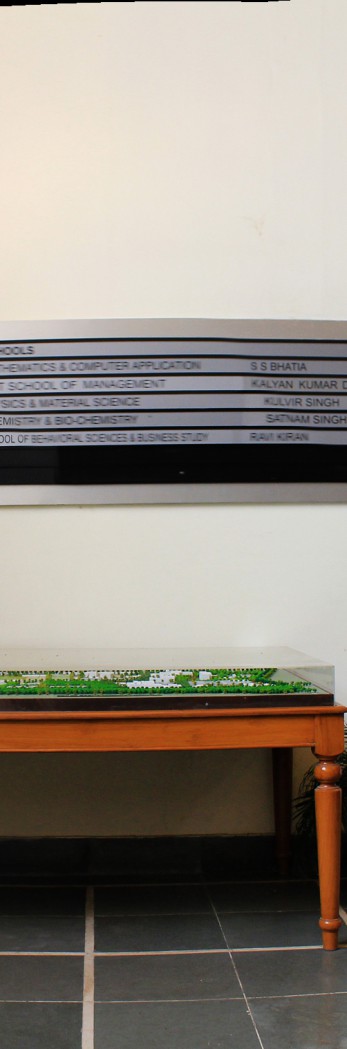 HOOLS
THEMATICS & COMPUTER APPLICATION S S BHATIA
T SCHOOL OF MANAGEMENT KALYAN KUMAR D
YSICS & MATERIAL SCIENCE KULVIR SINGH
EMISTRY & BIO-CHEMISTRY SATNAM SINGH
OOL OF BEHAVIORAL SCIENCES & BUSINESS STUDY RAVI KIRAN